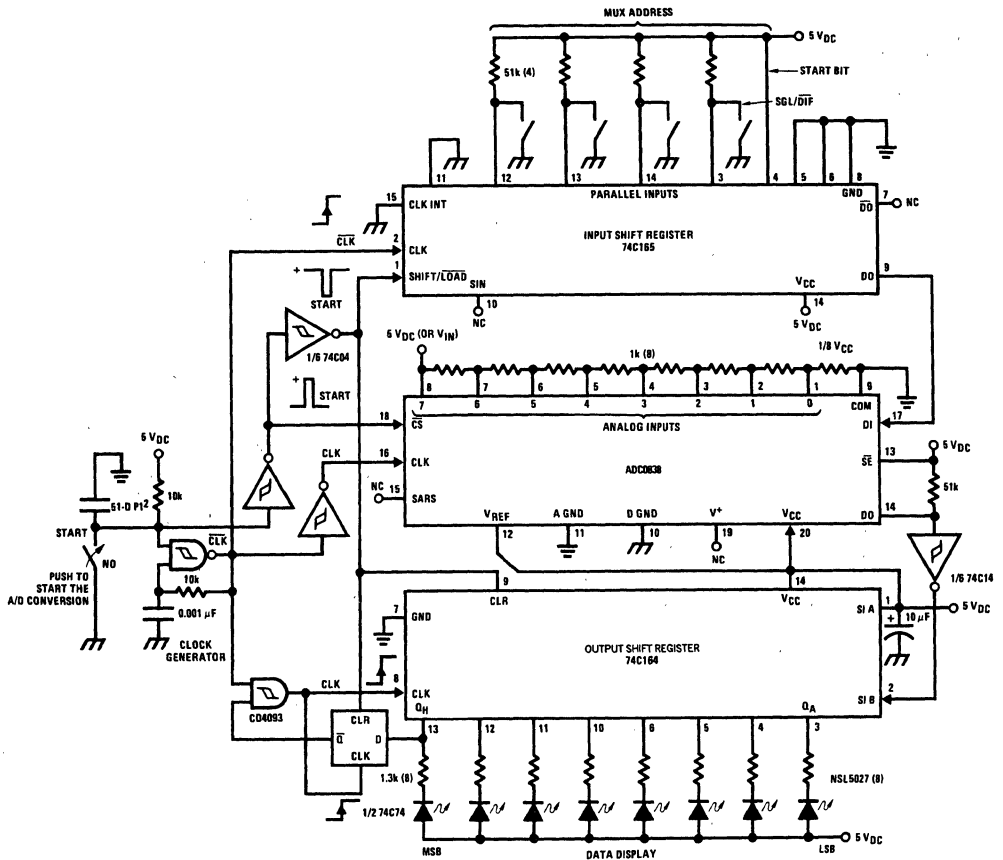 MUX ADDRESS
5 VDC
51k (4)
START BIT
SGL/DIF
11
12
13
14
3
4
5
6
8
PARALLEL INPUTS
GND
7
NC
15
CLK INT
DO
CLK
2
CLK
INPUT SHIFT REGISTER
74C165
1
SHIFT/LOAD
9
DO
+
START
SIN
VCC
10
NC
14
5 VDC
1/6 74C04
5 VDC (OR VIN)
1k (8)
1/8 VCC
+
START
8
7
6
5
4
3
2
1
9
7
6
5
4
3
2
1
0
COM
18
CS
ANALOG INPUTS
DI
17
5 VDC
CLK
16
CLK
ADC0838
SE
13
5 VDC
51k
NC
15
SARS
DO
14
51-D P1²
10k
VREF
A GND
D GND
V+
VCC
12
11
10
19
NC
20
START
NO
CLK
PUSH TO
START THE
A/D CONVERSION
10k
0.001 µF
CLOCK
GENERATOR
1/6 74C14
9
CLR
14
VCC
7
GND
SI A
1
5 VDC
+
10 µF
OUTPUT SHIFT REGISTER
74C164
CLK
8
CLK
SI B
2
CD4093
QH
QA
CLR
Q
D
CLK
13
12
11
10
6
5
4
3
1.3k (8)
NSL5027 (8)
1/2 74C74
5 VDC
MSB
DATA DISPLAY
LSB